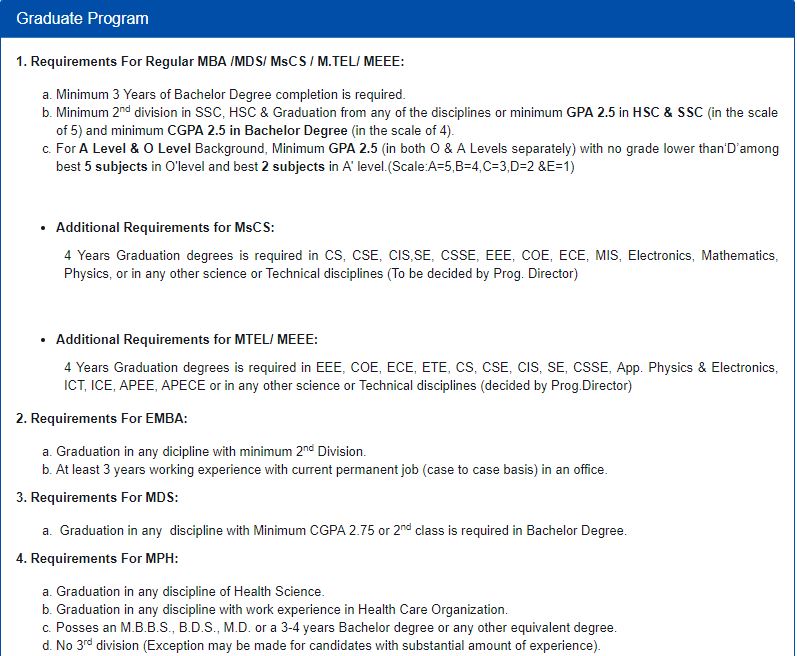 Graduate Program
1. Requirements For Regular MBA /MDS/ MsCS / M.TEL/ MEEE:
a. Minimum 3 Years of Bachelor Degree completion is required.
b. Minimum 2nd division in SSC, HSC & Graduation from any of the disciplines or minimum GPA 2.5 in HSC & SSC (in the scale
of 5) and minimum CGPA 2.5 in Bachelor Degree (in the scale of 4).
c. For A Level & O Level Background, Minimum GPA 2.5 (in both O & A Levels separately) with no grade lower than'D'among
best 5 subjects in O'level and best 2 subjects in A' level.(Scale:A=5,B=4,C=3,D=2 &E=1)
• Additional Requirements for MsCS:
4 Years Graduation degrees is required in CS, CSE, CIS,SE, CSSE, EEE, COE, ECE, MIS, Electronics, Mathematics,
Physics, or in any other science or Technical disciplines (To be decided by Prog. Director)
• Additional Requirements for MTEL/ MEEE:
4 Years Graduation degrees is required in EEE, COE, ECE, ETE, CS, CSE, CIS, SE, CSSE, App. Physics & Electronics,
ICT, ICE, APEE, APECE or in any other science or Technical disciplines (decided by Prog.Director)
2. Requirements For EMBA:
a. Graduation in any dicipline with minimum 2nd Division.
b. At least 3 years working experience with current permanent job (case to case basis) in an office.
3. Requirements For MDS:
a. Graduation in any discipline with Minimum CGPA 2.75 or 2nd class is required in Bachelor Degree.
4. Requirements For MPH:
a. Graduation in any discipline of Health Science.
b. Graduation in any discipline with work experience in Health Care Organization.
c. Posses an M.B.B.S., B.D.S., M.D. or a 3-4 years Bachelor degree or any other equivalent degree.
d. No 3rd division (Exception may be made for candidates with substantial amount of experience).